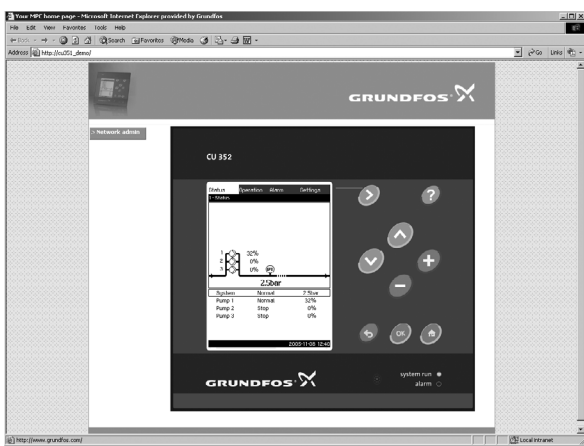 Your MPC home page - Microsoft Internet Explorer provided by Grundfos
File Edit View Favorites Tools Help
Back Search Favorites Media
Address http://cu351_demo/ Go Links
GRUNDFOS
> Network admin
CU 352
Status Operation Alarm Settings
1 - Status
1 32%
2 0%
3 0%
2.5bar
System Normal 2.5bar
Pump 1 Normal 32%
Pump 2 Stop 0%
Pump 3 Stop 0%
2005-11-08 12:40
> ?
+
-
OK
system run
alarm
GRUNDFOS
http://www.grundfos.com/ Local intranet